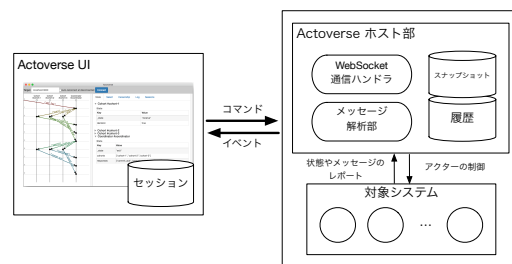 Actoverse UI
セッション
コマンド
イベント
Actoverse ホスト部
WebSocket
通信ハンドラ
メッセージ
解析部
スナップショット
履歴
状態やメッセージの
レポート
アクターの制御
対象システム
…